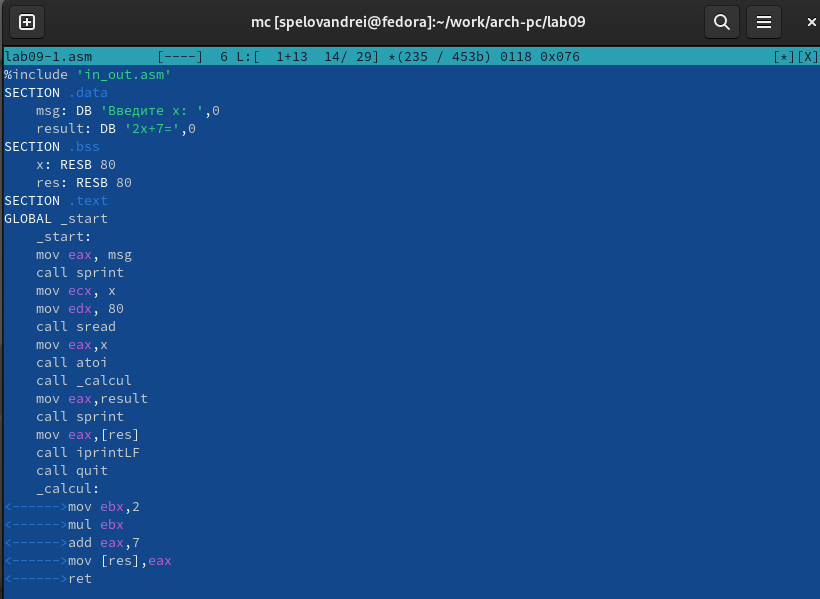 mc [spelovandrei@fedora]:~/work/arch-pc/lab09
lab09-1.asm        [----]  6 L:[  1+13  14/ 29] *(235 / 453b) 0118 0x076                        [*][X]
%include 'in_out.asm'
SECTION .data
    msg: DB 'Введите x: ',0
    result: DB '2x+7=',0
SECTION .bss
    x: RESB 80
    res: RESB 80
SECTION .text
GLOBAL _start
    _start:
    mov eax, msg
    call sprint
    mov ecx, x
    mov edx, 80
    call sread
    mov eax,x
    call atoi
    call _calcul
    mov eax,result
    call sprint
    mov eax,[res]
    call iprintLF
    call quit
    _calcul:
<------>mov ebx,2
<------>mul ebx
<------>add eax,7
<------>mov [res],eax
<------>ret